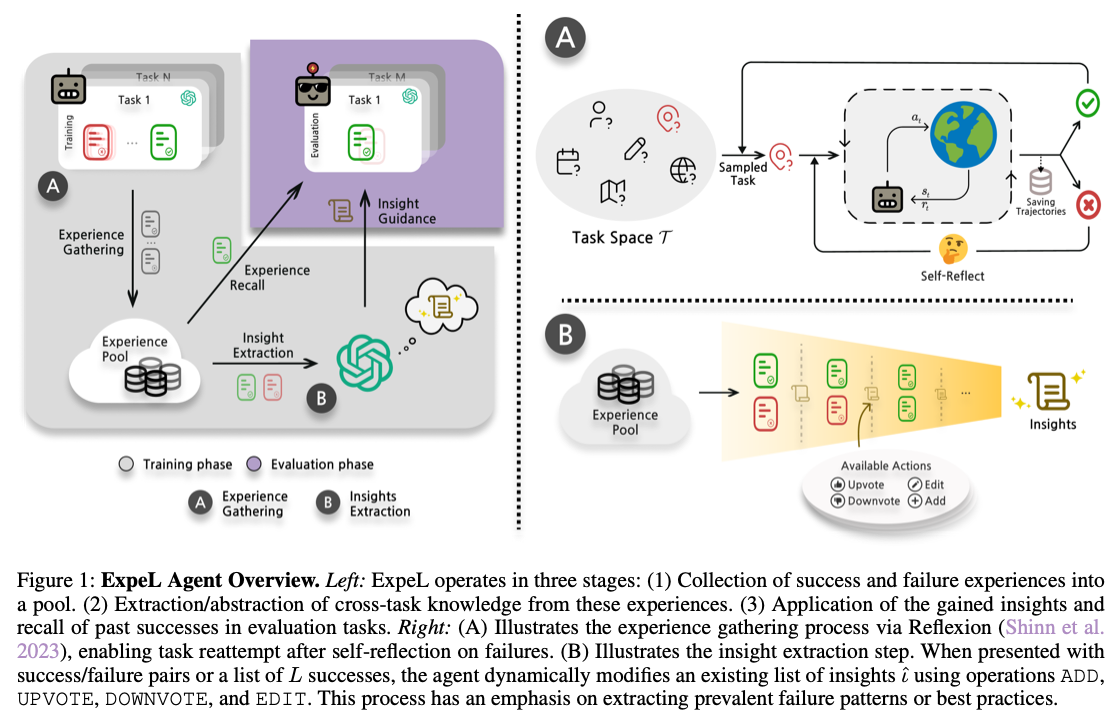 Task N
Task 1
Training
...
A
Task M
Task 1
Evaluation
Experience
Gathering
...
Experience
Recall
Insight
Guidance
Experience
Pool
Insight
Extraction
B
Training phase
Evaluation phase
A Experience
Gathering
B Insights
Extraction
A
Task Space 𝒯
Sampled
Task
aₜ
sₜ
rₜ
Saving
Trajectories
Self-Reflect
B
Experience
Pool
...
Insights
Available Actions
Upvote Edit
Downvote Add
Figure 1: ExpeL Agent Overview. Left: ExpeL operates in three stages: (1) Collection of success and failure experiences into
a pool. (2) Extraction/abstraction of cross-task knowledge from these experiences. (3) Application of the gained insights and
recall of past successes in evaluation tasks. Right: (A) Illustrates the experience gathering process via Reflexion (Shinn et al.
2023), enabling task reattempt after self-reflection on failures. (B) Illustrates the insight extraction step. When presented with
success/failure pairs or a list of L successes, the agent dynamically modifies an existing list of insights ι̂ using operations ADD,
UPVOTE, DOWNVOTE, and EDIT. This process has an emphasis on extracting prevalent failure patterns or best practices.